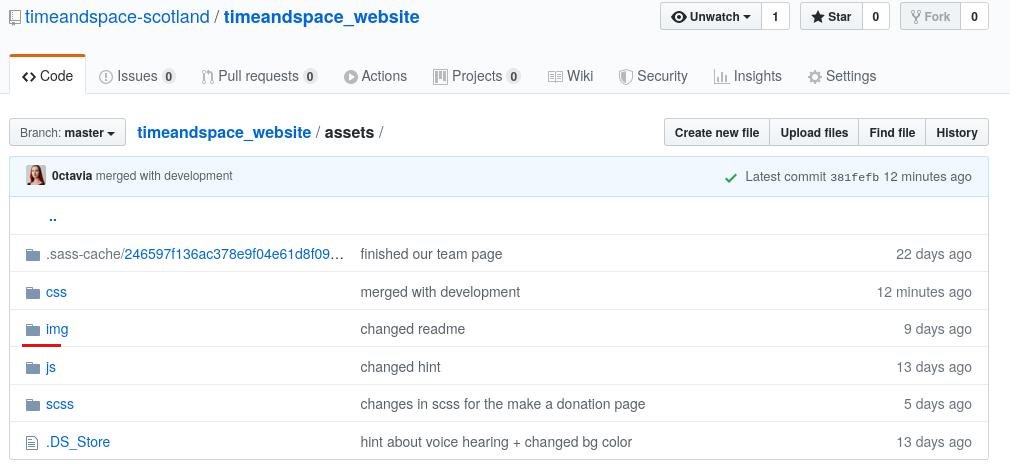 timeandspace-scotland / timeandspace_website
Unwatch 1 Star 0 Fork 0
Code Issues 0 Pull requests 0 Actions Projects 0 Wiki Security Insights Settings
Branch: master timeandspace_website / assets / Create new file Upload files Find file History
0ctavia merged with development Latest commit 381fefb 12 minutes ago
..
.sass-cache/246597f136ac378e9f04e61d8f09... finished our team page 22 days ago
css merged with development 12 minutes ago
img changed readme 9 days ago
js changed hint 13 days ago
scss changes in scss for the make a donation page 5 days ago
.DS_Store hint about voice hearing + changed bg color 13 days ago